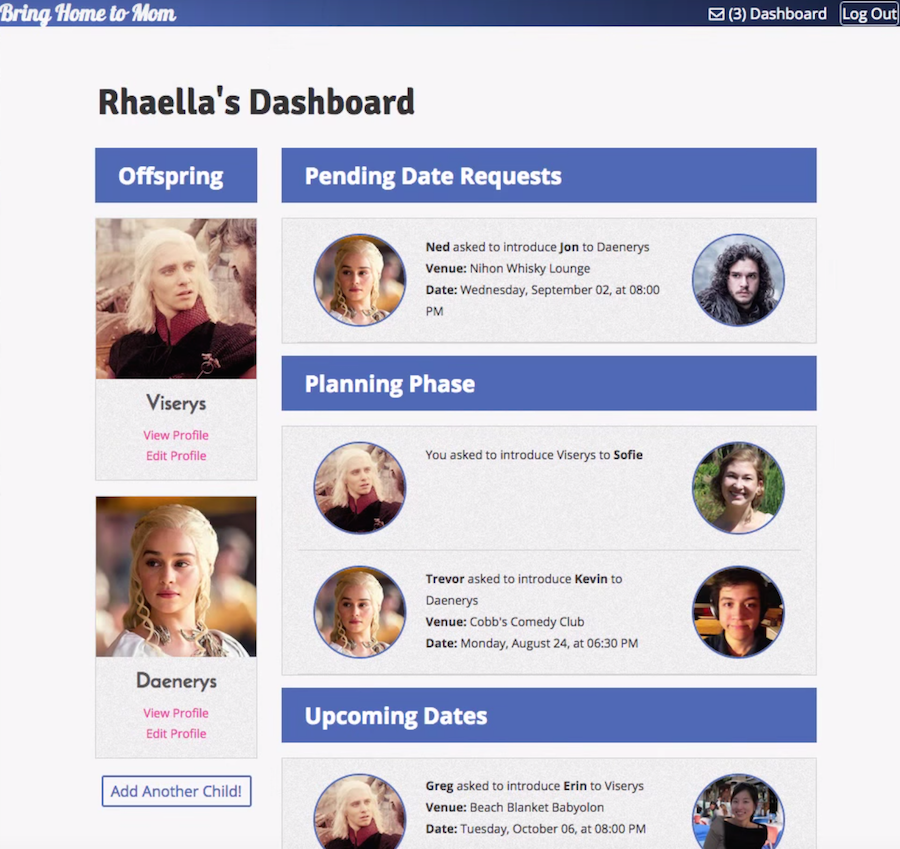 Bring Home to Mom
(3) Dashboard
Log Out
Rhaella's Dashboard
Offspring
Viserys
View Profile
Edit Profile
Daenerys
View Profile
Edit Profile
Add Another Child!
Pending Date Requests
Ned asked to introduce Jon to Daenerys
Venue: Nihon Whisky Lounge
Date: Wednesday, September 02, at 08:00
PM
Planning Phase
You asked to introduce Viserys to Sofie
Trevor asked to introduce Kevin to
Daenerys
Venue: Cobb's Comedy Club
Date: Monday, August 24, at 06:30 PM
Upcoming Dates
Greg asked to introduce Erin to Viserys
Venue: Beach Blanket Babyolon
Date: Tuesday, October 06, at 08:00 PM